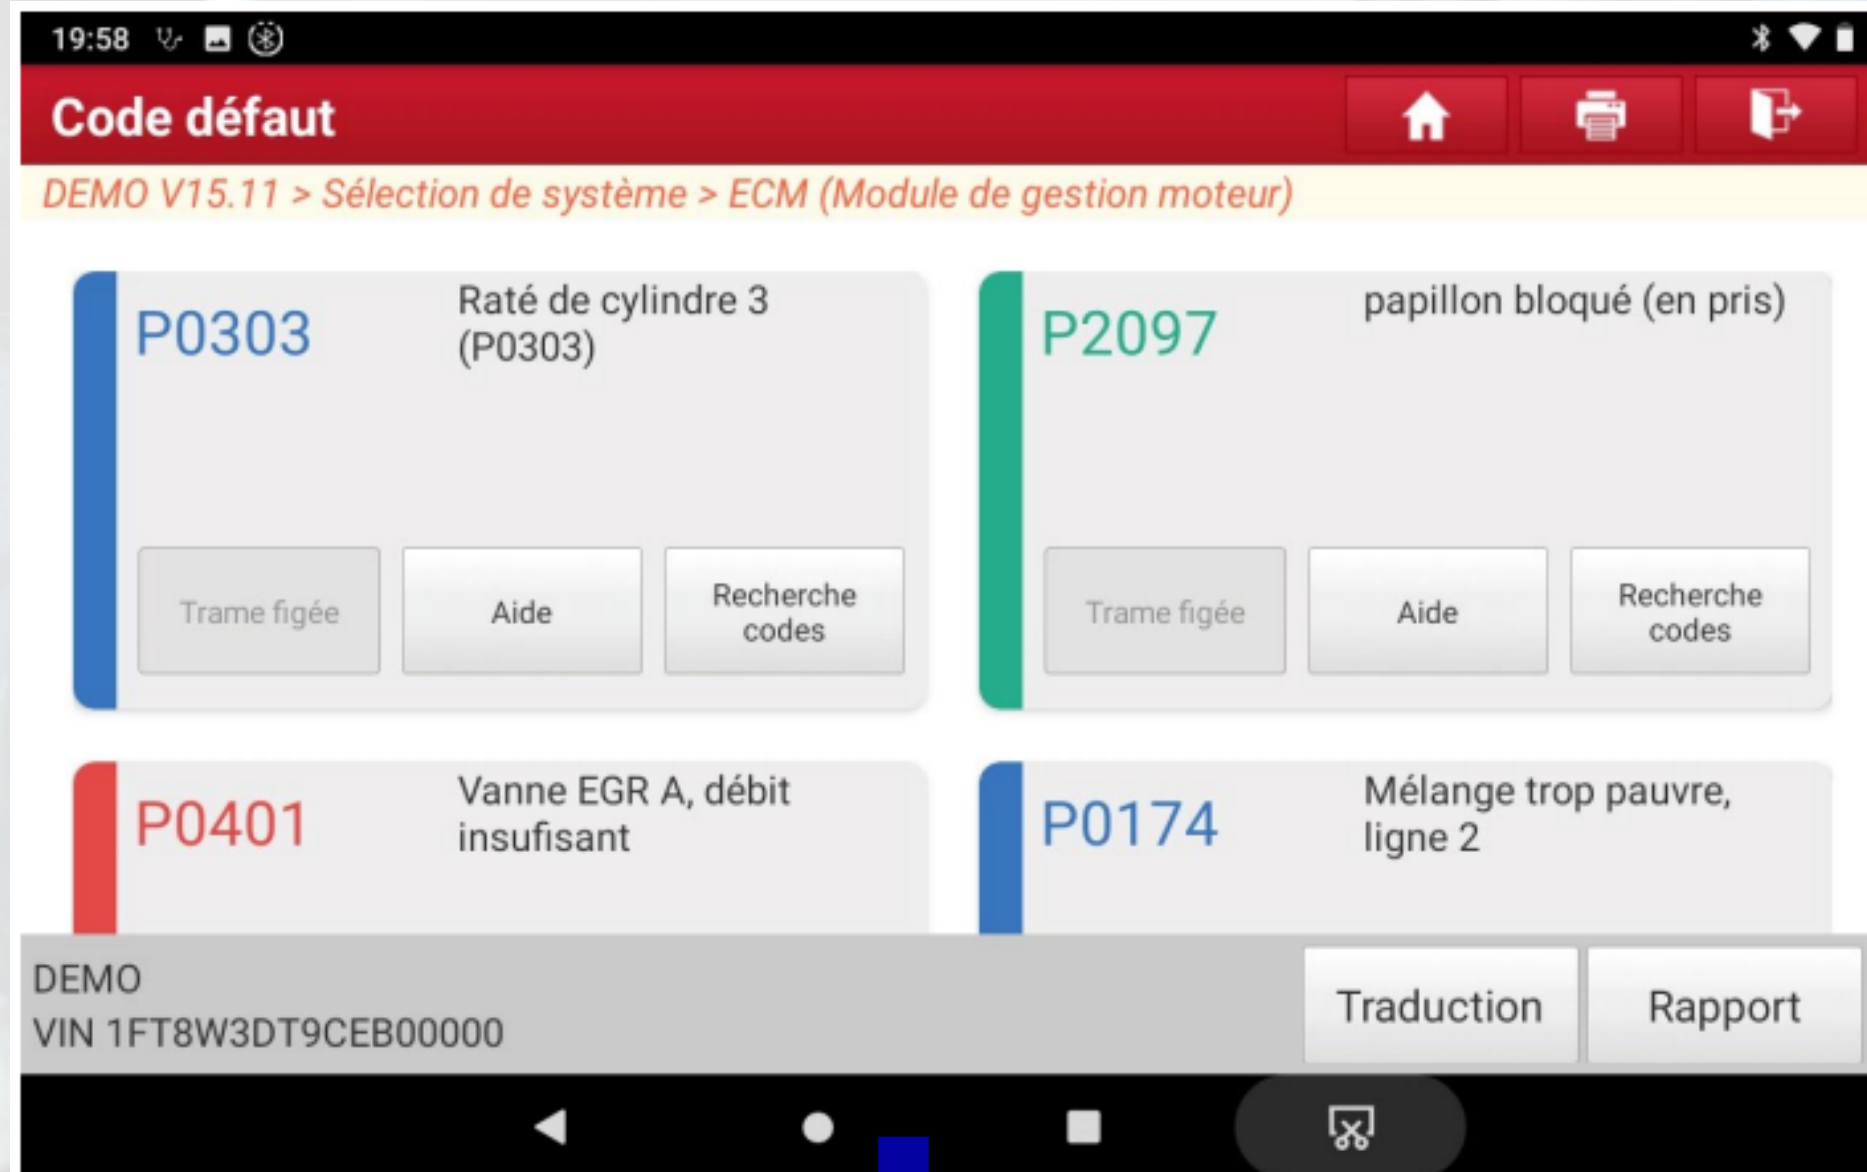 19:58
Code défaut
DEMO V15.11 > Sélection de système > ECM (Module de gestion moteur)
P0303
Raté de cylindre 3
(P0303)
Trame figée
Aide
Recherche
codes
P2097
papillon bloqué (en pris)
Trame figée
Aide
Recherche
codes
P0401
Vanne EGR A, débit
insufisant
P0174
Mélange trop pauvre,
ligne 2
DEMO
VIN 1FT8W3DT9CEB00000
Traduction
Rapport